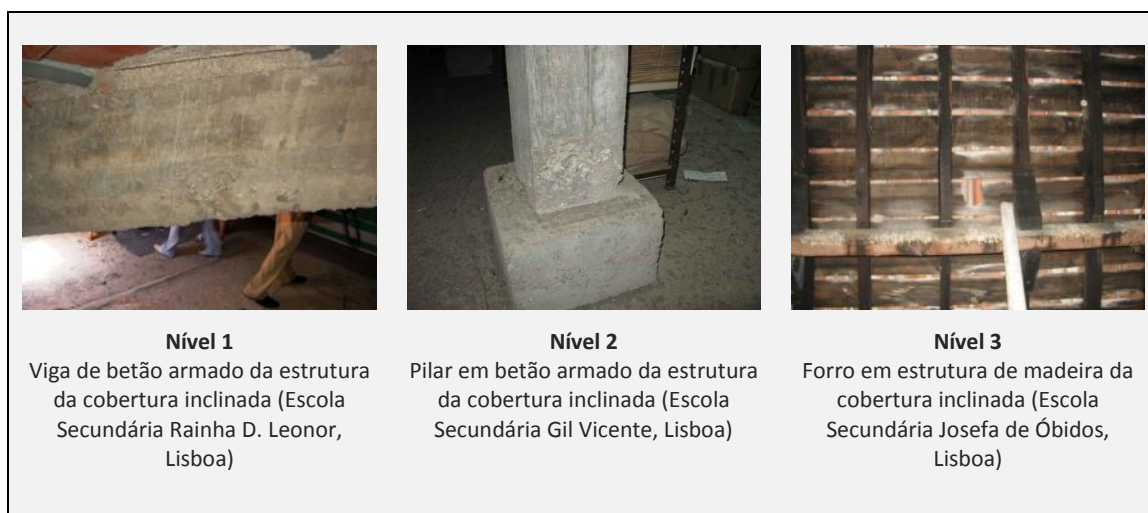 Nível 1
Viga de betão armado da estrutura
da cobertura inclinada (Escola
Secundária Rainha D. Leonor,
Lisboa)
Nível 2
Pilar em betão armado da estrutura
da cobertura inclinada (Escola
Secundária Gil Vicente, Lisboa)
Nível 3
Forro em estrutura de madeira da
cobertura inclinada (Escola
Secundária Josefa de Óbidos,
Lisboa)